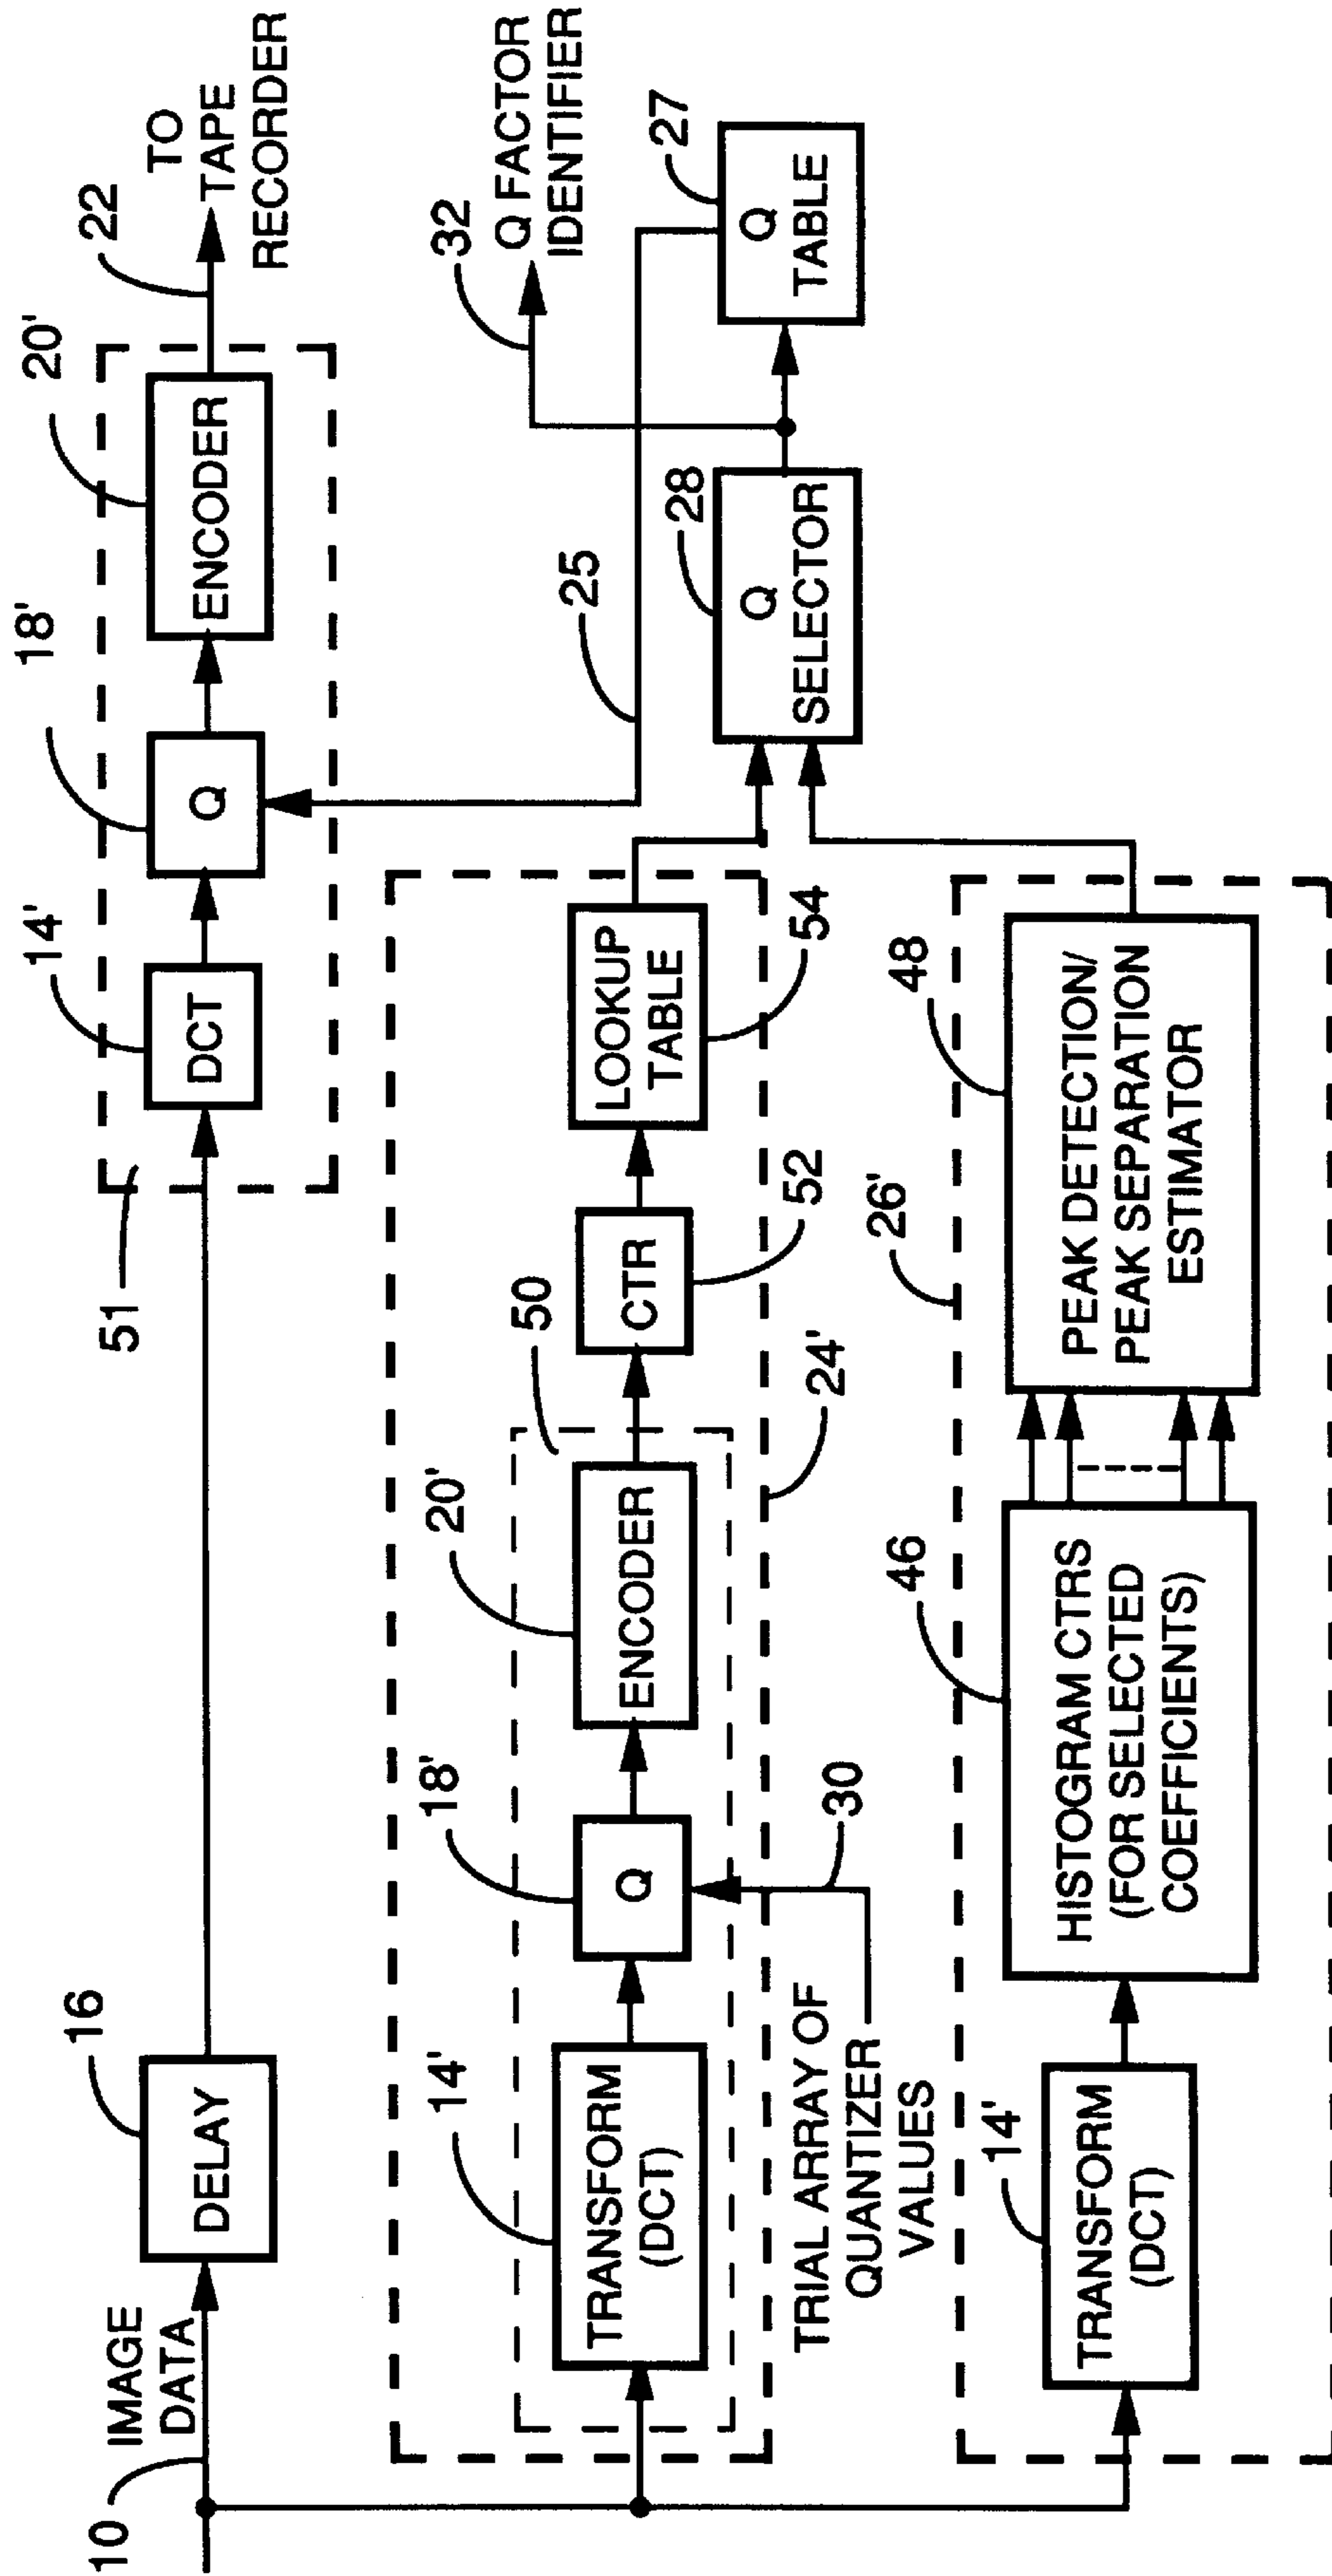 10
IMAGE
DATA
16
DELAY
51
14'
DCT
18'
Q
20'
ENCODER
22
TO
TAPE
RECORDER
14'
TRANSFORM
(DCT)
18'
Q
20'
ENCODER
50
CTR
52
LOOKUP
TABLE
54
25
24'
30
TRIAL ARRAY OF
QUANTIZER
VALUES
28
Q
SELECTOR
32
Q FACTOR
IDENTIFIER
27
Q
TABLE
14'
TRANSFORM
(DCT)
46
HISTOGRAM CTRS
(FOR SELECTED
COEFFICIENTS)
26'
48
PEAK DETECTION/
PEAK SEPARATION
ESTIMATOR